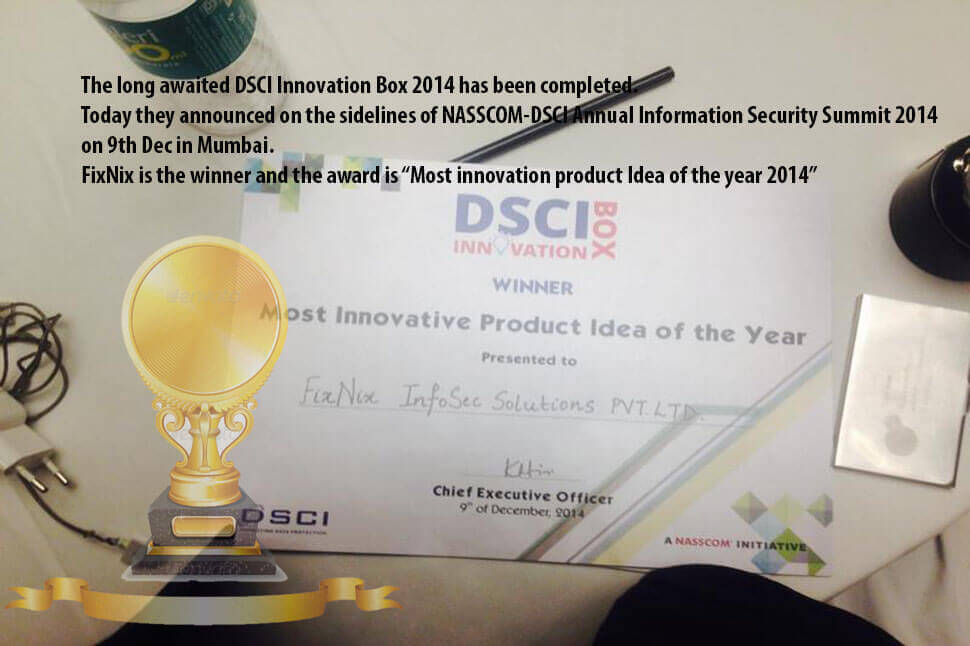 The long awaited DSCI Innovation Box 2014 has been completed.
Today they announced on the sidelines of NASSCOM-DSCI Annual Information Security Summit 2014
on 9th Dec in Mumbai.
FixNix is the winner and the award is “Most innovation product Idea of the year 2014”
DSCI BOX
INNOVATION
WINNER
Most Innovative Product Idea of the Year
Presented to
FixNix InfoSec Solutions PVT. LTD.
Chief Executive Officer
9th of December, 2014
DSCI
A NASSCOM® INITIATIVE